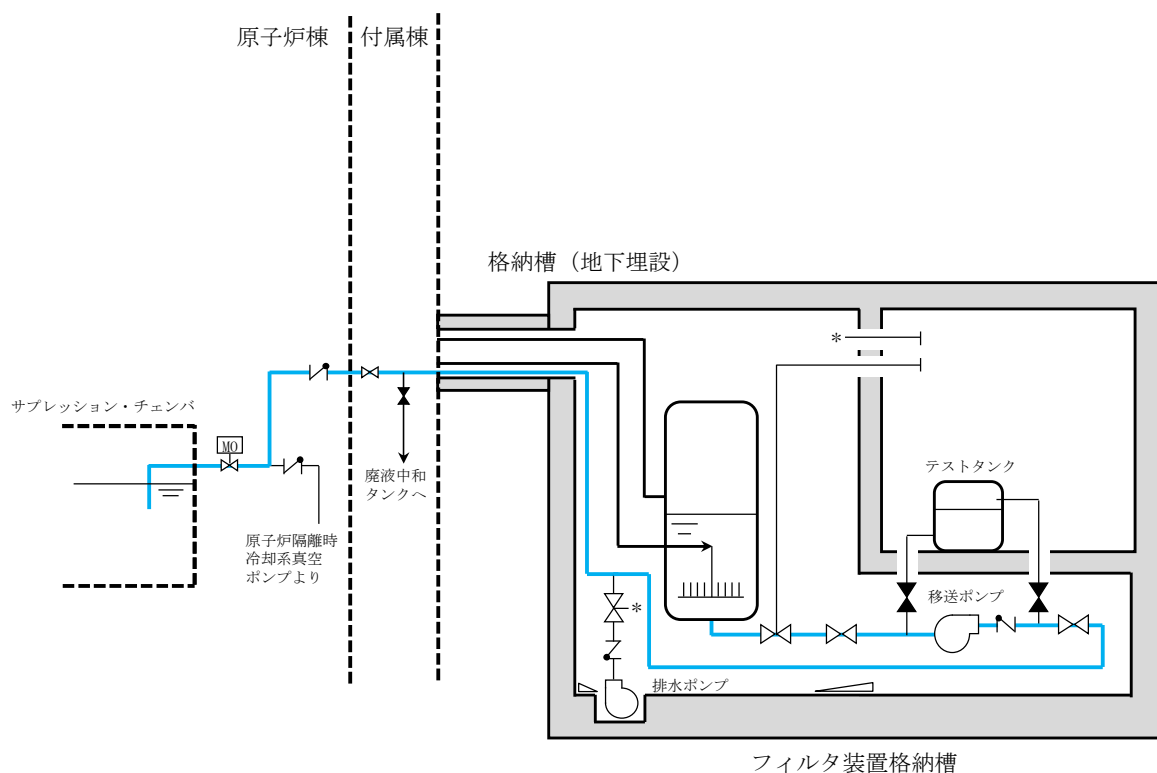 原子炉棟
付属棟
格納槽（地下埋設）
*
サプレッション・チェンバ
MO
テストタンク
廃液中和
タンクへ
原子炉隔離時
冷却系真空
ポンプより
*
移送ポンプ
排水ポンプ
フィルタ装置格納槽